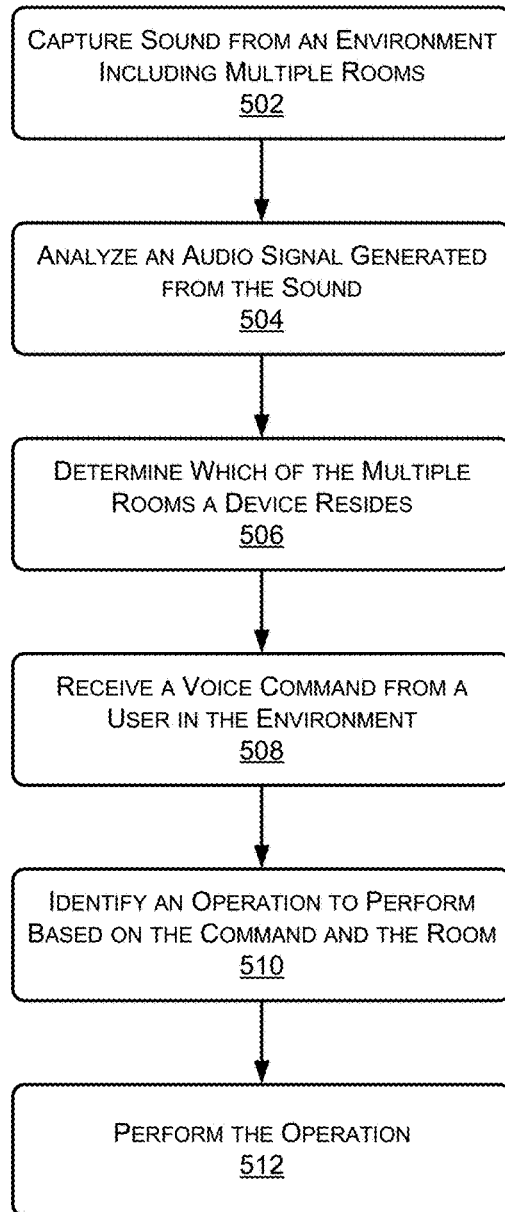 CAPTURE SOUND FROM AN ENVIRONMENT
INCLUDING MULTIPLE ROOMS
502
ANALYZE AN AUDIO SIGNAL GENERATED
FROM THE SOUND
504
DETERMINE WHICH OF THE MULTIPLE
ROOMS A DEVICE RESIDES
506
RECEIVE A VOICE COMMAND FROM A
USER IN THE ENVIRONMENT
508
IDENTIFY AN OPERATION TO PERFORM
BASED ON THE COMMAND AND THE ROOM
510
PERFORM THE OPERATION
512